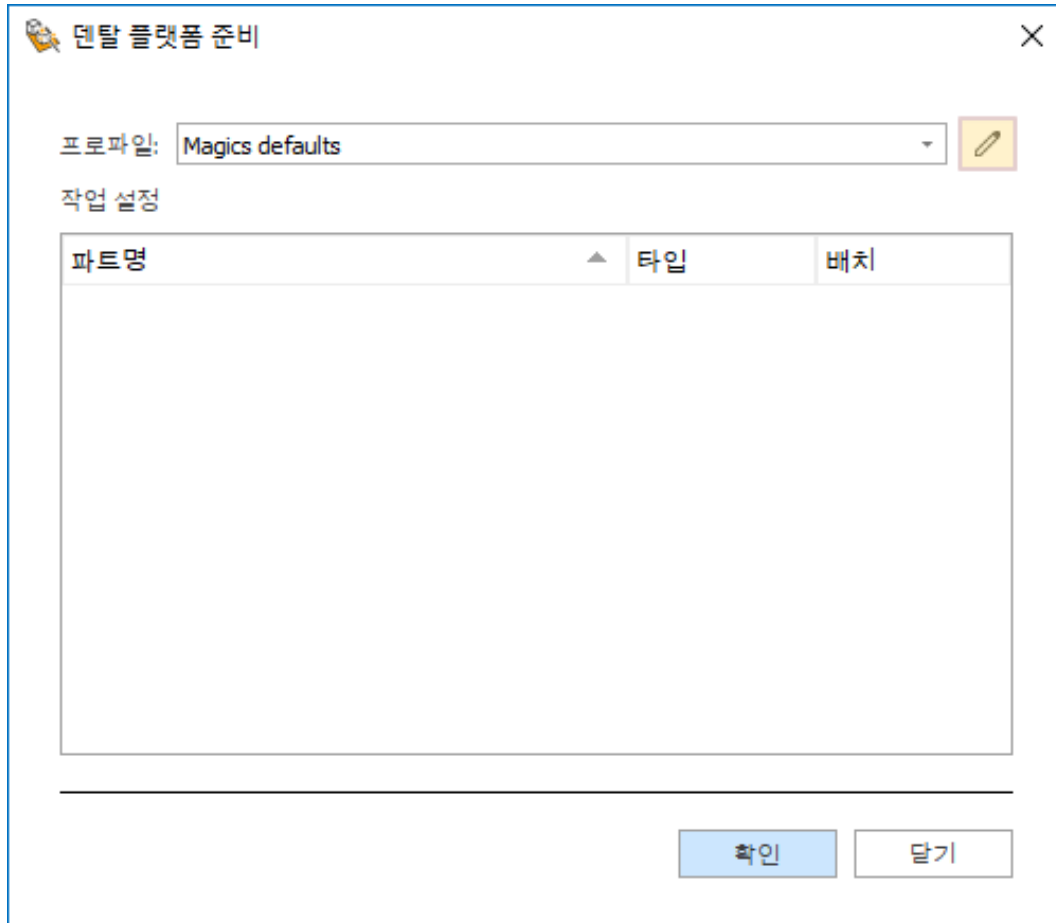 덴탈 플랫폼 준비
프로파일: Magics defaults
작업 설정
파트명 타입 배치
확인 닫기